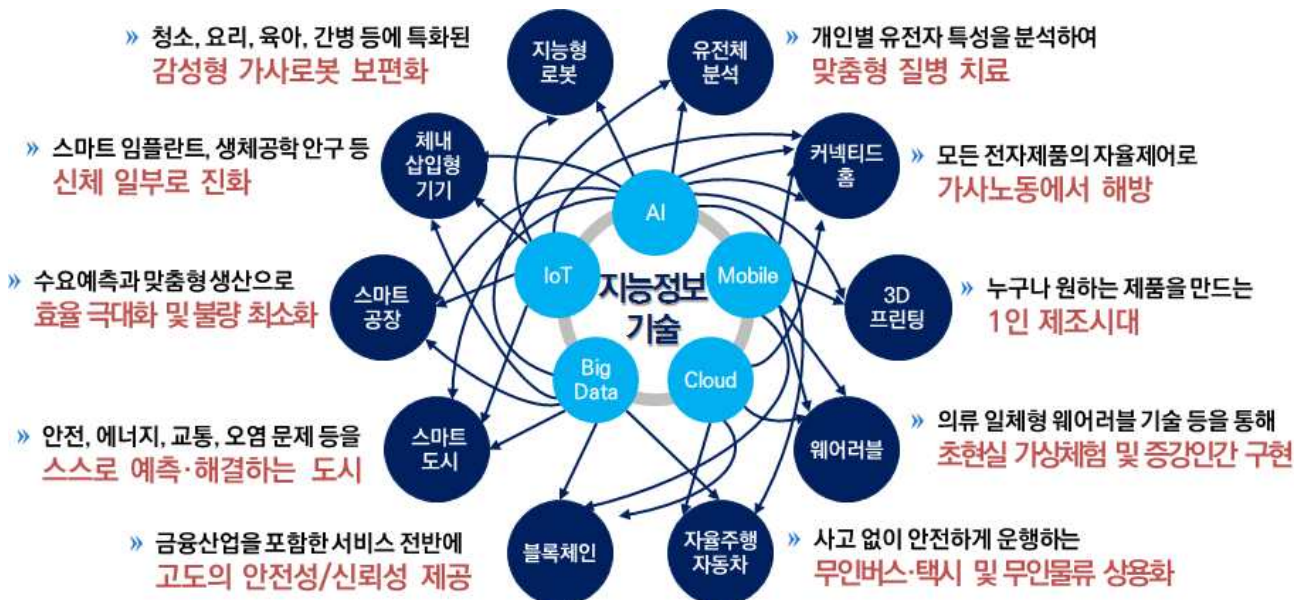 » 청소, 요리, 육아, 간병 등에 특화된
감성형 가사로봇 보편화
지능형
로봇
유전체
분석
» 개인별 유전자 특성을 분석하여
맞춤형 질병 치료
» 스마트 임플란트, 생체공학 안구 등
신체 일부로 진화
체내
삽입형
기기
커넥티드
홈
» 모든 전자제품의 자율제어로
가사노동에서 해방
AI
IoT
Mobile
지능정보
기술
Big
Data
Cloud
» 수요예측과 맞춤형 생산으로
효율 극대화 및 불량 최소화
스마트
공장
3D
프린팅
» 누구나 원하는 제품을 만드는
1인 제조시대
» 안전, 에너지, 교통, 오염 문제 등을
스스로 예측·해결하는 도시
스마트
도시
웨어러블
» 의류 일체형 웨어러블 기술 등을 통해
초현실 가상체험 및 증강인간 구현
» 금융산업을 포함한 서비스 전반에
고도의 안전성/신뢰성 제공
블록체인
자율주행
자동차
» 사고 없이 안전하게 운행하는
무인버스·택시 및 무인물류 상용화